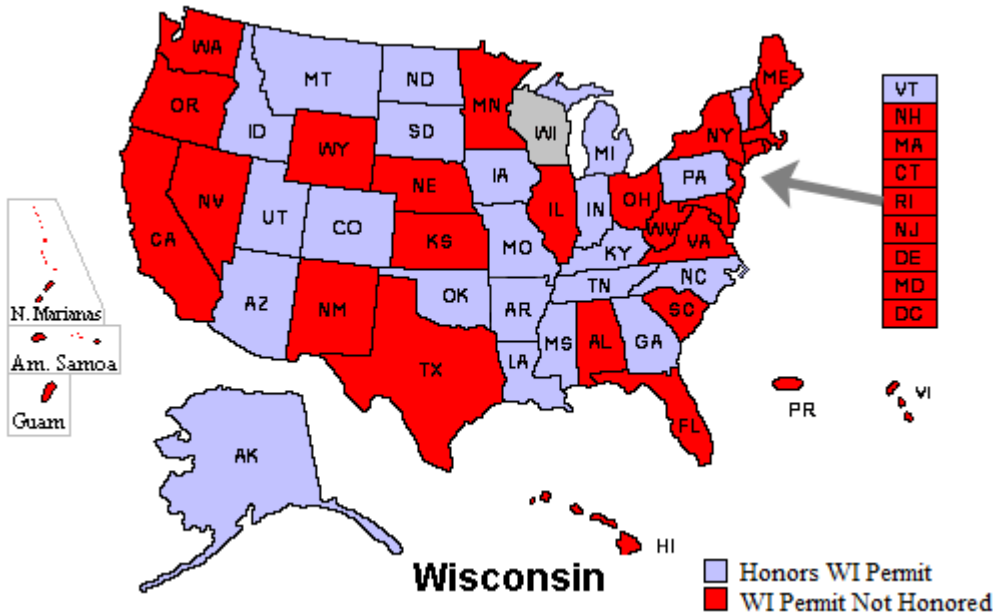 WA
MT
ND
MN
ME
VT
OR
ID
SD
WI
MI
NY
NH
WY
MA
IA
PA
CT
NE
NV
UT
CO
IL
IN
OH
RI
CA
KS
MO
WV
VA
NJ
KY
DE
AZ
NM
OK
AR
TN
NC
MD
SC
DC
N. Marianas
MS
AL
GA
LA
Am. Samoa
TX
Guam
PR
VI
FL
AK
HI
Wisconsin
Honors WI Permit
WI Permit Not Honored